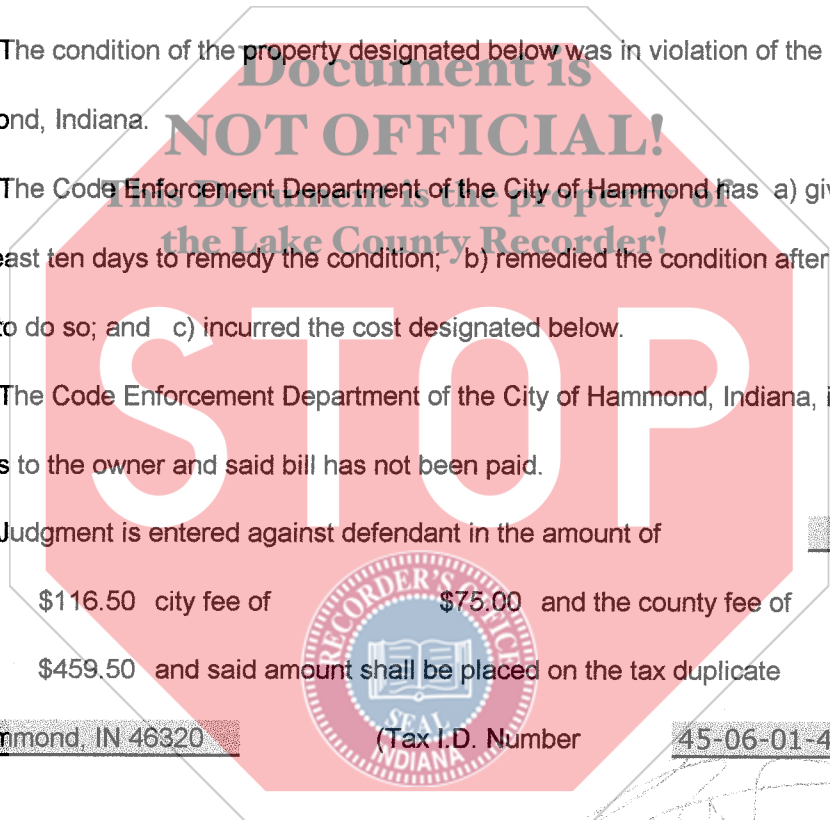 The condition of the property designated below was in violation of the
Document is
ond, Indiana.
NOT OFFICIAL!
The Code Enforcement Department of the City of Hammond has a) giv
This Document is the property of
the Lake County Recorder!
east ten days to remedy the condition; b) remedied the condition after
to do so; and c) incurred the cost designated below.
STOP
The Code Enforcement Department of the City of Hammond, Indiana, i
s to the owner and said bill has not been paid.
Judgment is entered against defendant in the amount of
$116.50 city fee of $75.00 and the county fee of
$459.50 and said amount shall be placed on the tax duplicate
RECORDER'S OFFICE
SEAL
INDIANA
mmond, IN 46320 (Tax I.D. Number 45-06-01-4